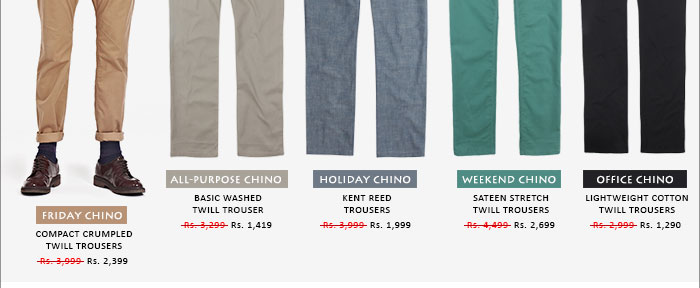 FRIDAY CHINO
COMPACT CRUMPLED
TWILL TROUSERS
Rs. 3,999 Rs. 2,399
ALL-PURPOSE CHINO
BASIC WASHED
TWILL TROUSER
Rs. 3,299 Rs. 1,419
HOLIDAY CHINO
KENT REED
TROUSERS
Rs. 3,999 Rs. 1,999
WEEKEND CHINO
SATEEN STRETCH
TWILL TROUSERS
Rs. 4,499 Rs. 2,699
OFFICE CHINO
LIGHTWEIGHT COTTON
TWILL TROUSERS
Rs. 2,999 Rs. 1,290